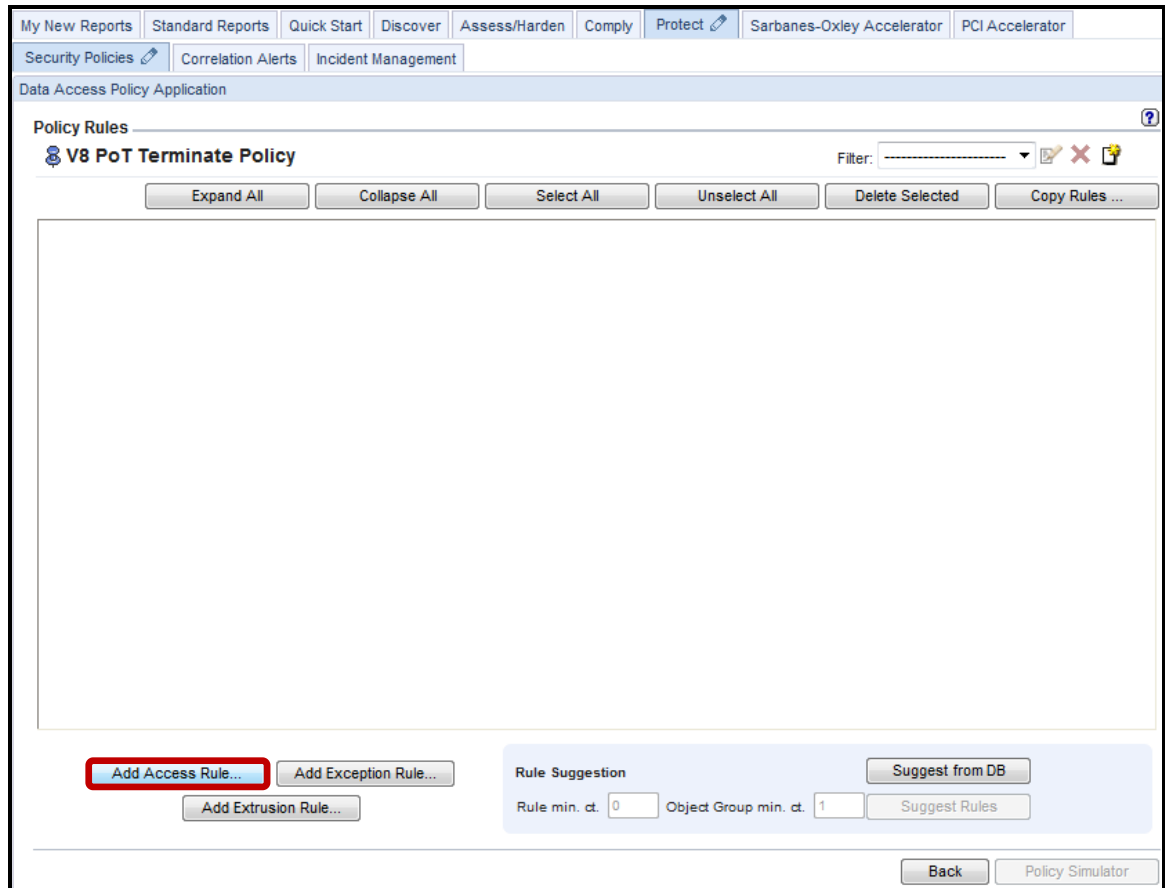 My New Reports Standard Reports Quick Start Discover Assess/Harden Comply Protect Sarbanes-Oxley Accelerator PCI Accelerator
Security Policies Correlation Alerts Incident Management
Data Access Policy Application
?
Policy Rules
V8 PoT Terminate Policy Filter: ----------------------
Expand All Collapse All Select All Unselect All Delete Selected Copy Rules ...
Add Access Rule... Add Exception Rule... Rule Suggestion Suggest from DB
Add Extrusion Rule... Rule min. ct. 0 Object Group min. ct. 1 Suggest Rules
Back Policy Simulator